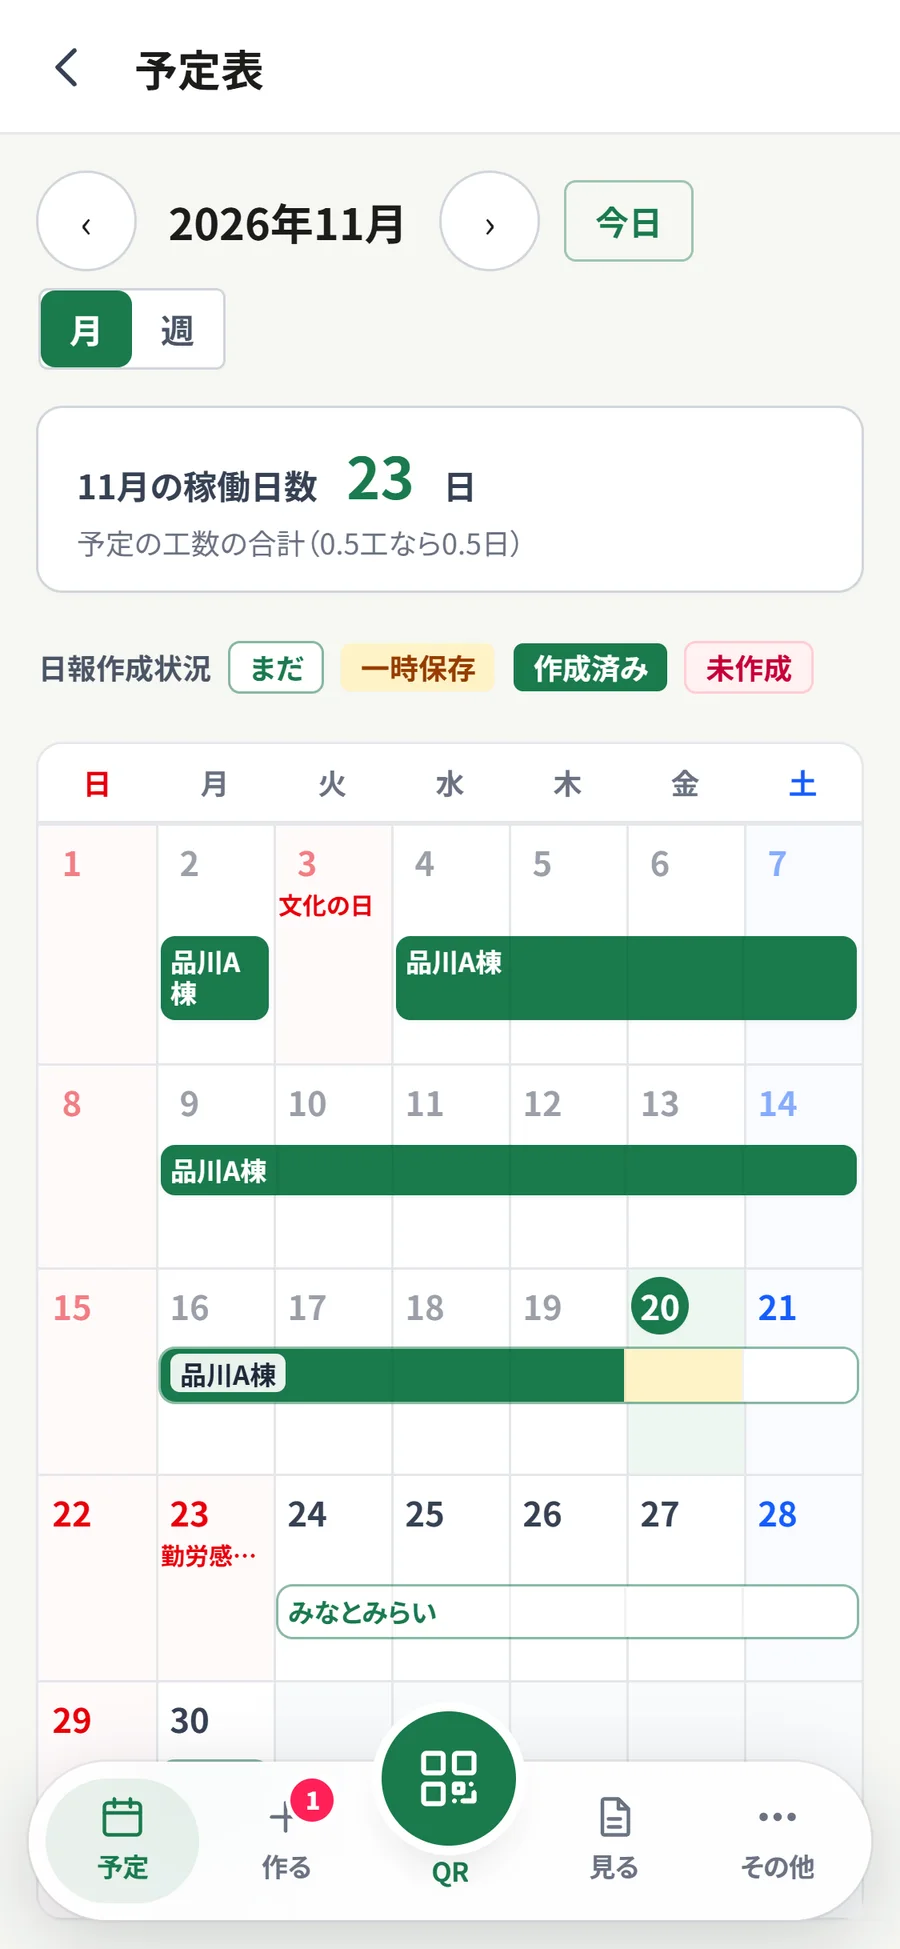 予定表
‹ 2026年11月 › 今日
月 週
11月の稼働日数 23 日
予定の工数の合計（0.5工なら0.5日）
日報作成状況 まだ 一時保存 作成済み 未作成
日 月 火 水 木 金 土
1 2 3 4 5 6 7
文化の日
品川A
棟
品川A棟
8 9 10 11 12 13 14
品川A棟
15 16 17 18 19 20 21
品川A棟
22 23 24 25 26 27 28
勤労感…
みなとみらい
29 30
1
予定 作る QR 見る その他